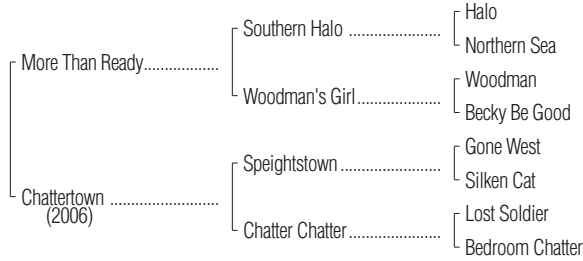 Halo
Southern Halo ....................
Northern Sea
More Than Ready................
Woodman
Woodman's Girl..................
Becky Be Good
Gone West
Speightstown ....................
Silken Cat
Chattertown .......................
(2006)
Lost Soldier
Chatter Chatter..................
Bedroom Chatter